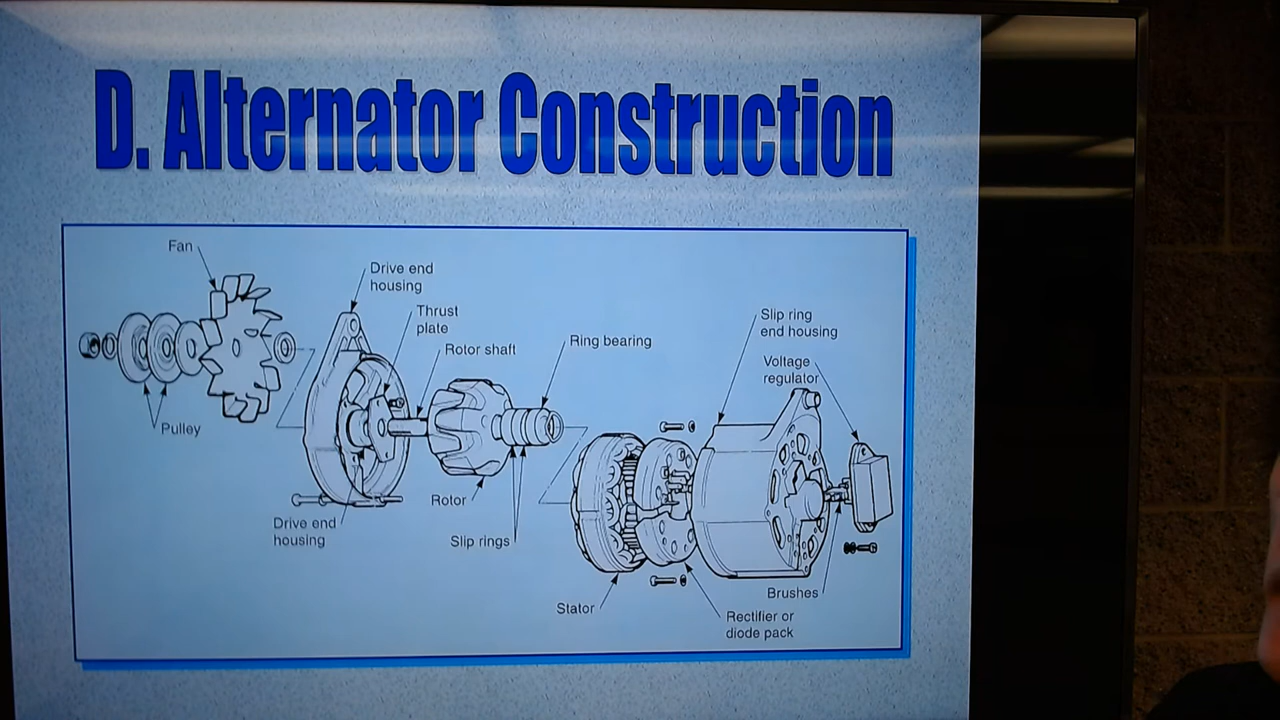 D. Alternator Construction
Fan
Drive end
housing
Thrust
plate
Rotor shaft
Ring bearing
Slip ring
end housing
Voltage
regulator
Pulley
Rotor
Drive end
housing
Slip rings
Stator
Brushes
Rectifier or
diode pack